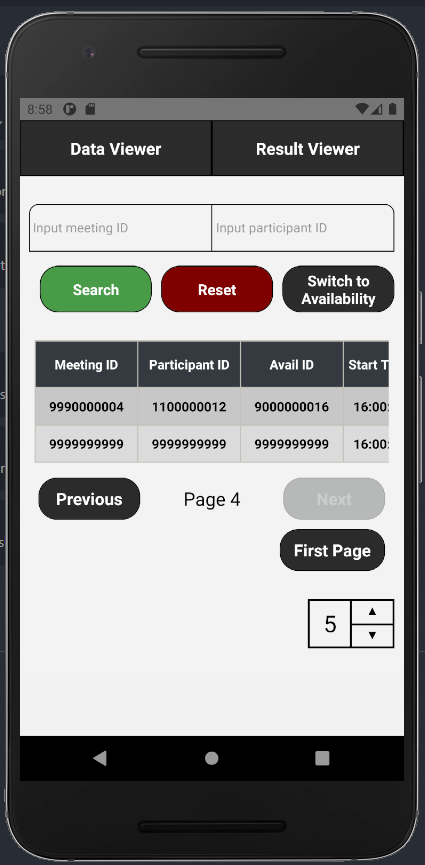 8:58
Data Viewer Result Viewer
Input meeting ID Input participant ID
Search Reset Switch to
Availability
Meeting ID Participant ID Avail ID Start T
9990000004 1100000012 9000000016 16:00:
9999999999 9999999999 9999999999 16:00:
Previous Page 4 Next
First Page
5 ▲
▼